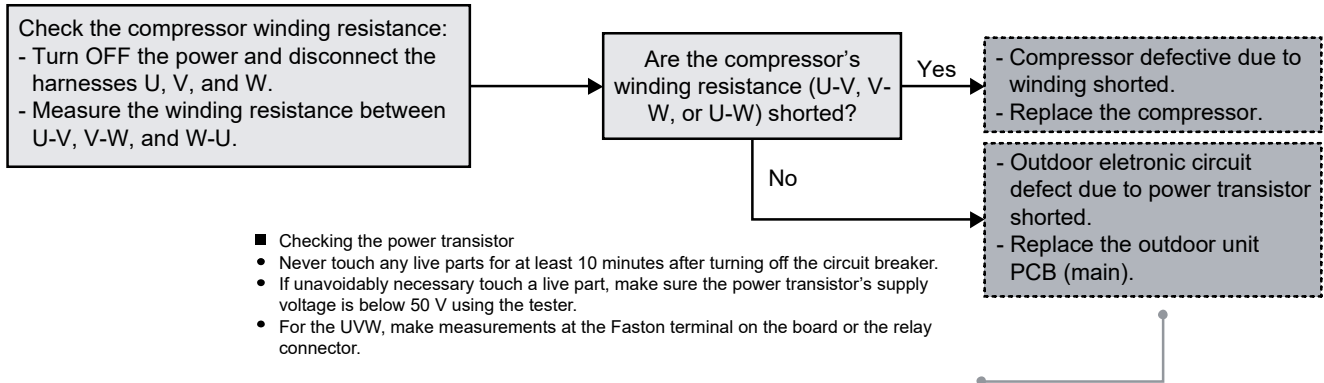 Check the compressor winding resistance:
- Turn OFF the power and disconnect the
harnesses U, V, and W.
- Measure the winding resistance between
U-V, V-W, and W-U.
Are the compressor's
winding resistance (U-V, V-
W, or U-W) shorted?
Yes
- Compressor defective due to
winding shorted.
- Replace the compressor.
No
- Outdoor eletronic circuit
defect due to power transistor
shorted.
- Replace the outdoor unit
PCB (main).
■ Checking the power transistor
• Never touch any live parts for at least 10 minutes after turning off the circuit breaker.
• If unavoidably necessary touch a live part, make sure the power transistor's supply
voltage is below 50 V using the tester.
• For the UVW, make measurements at the Faston terminal on the board or the relay
connector.